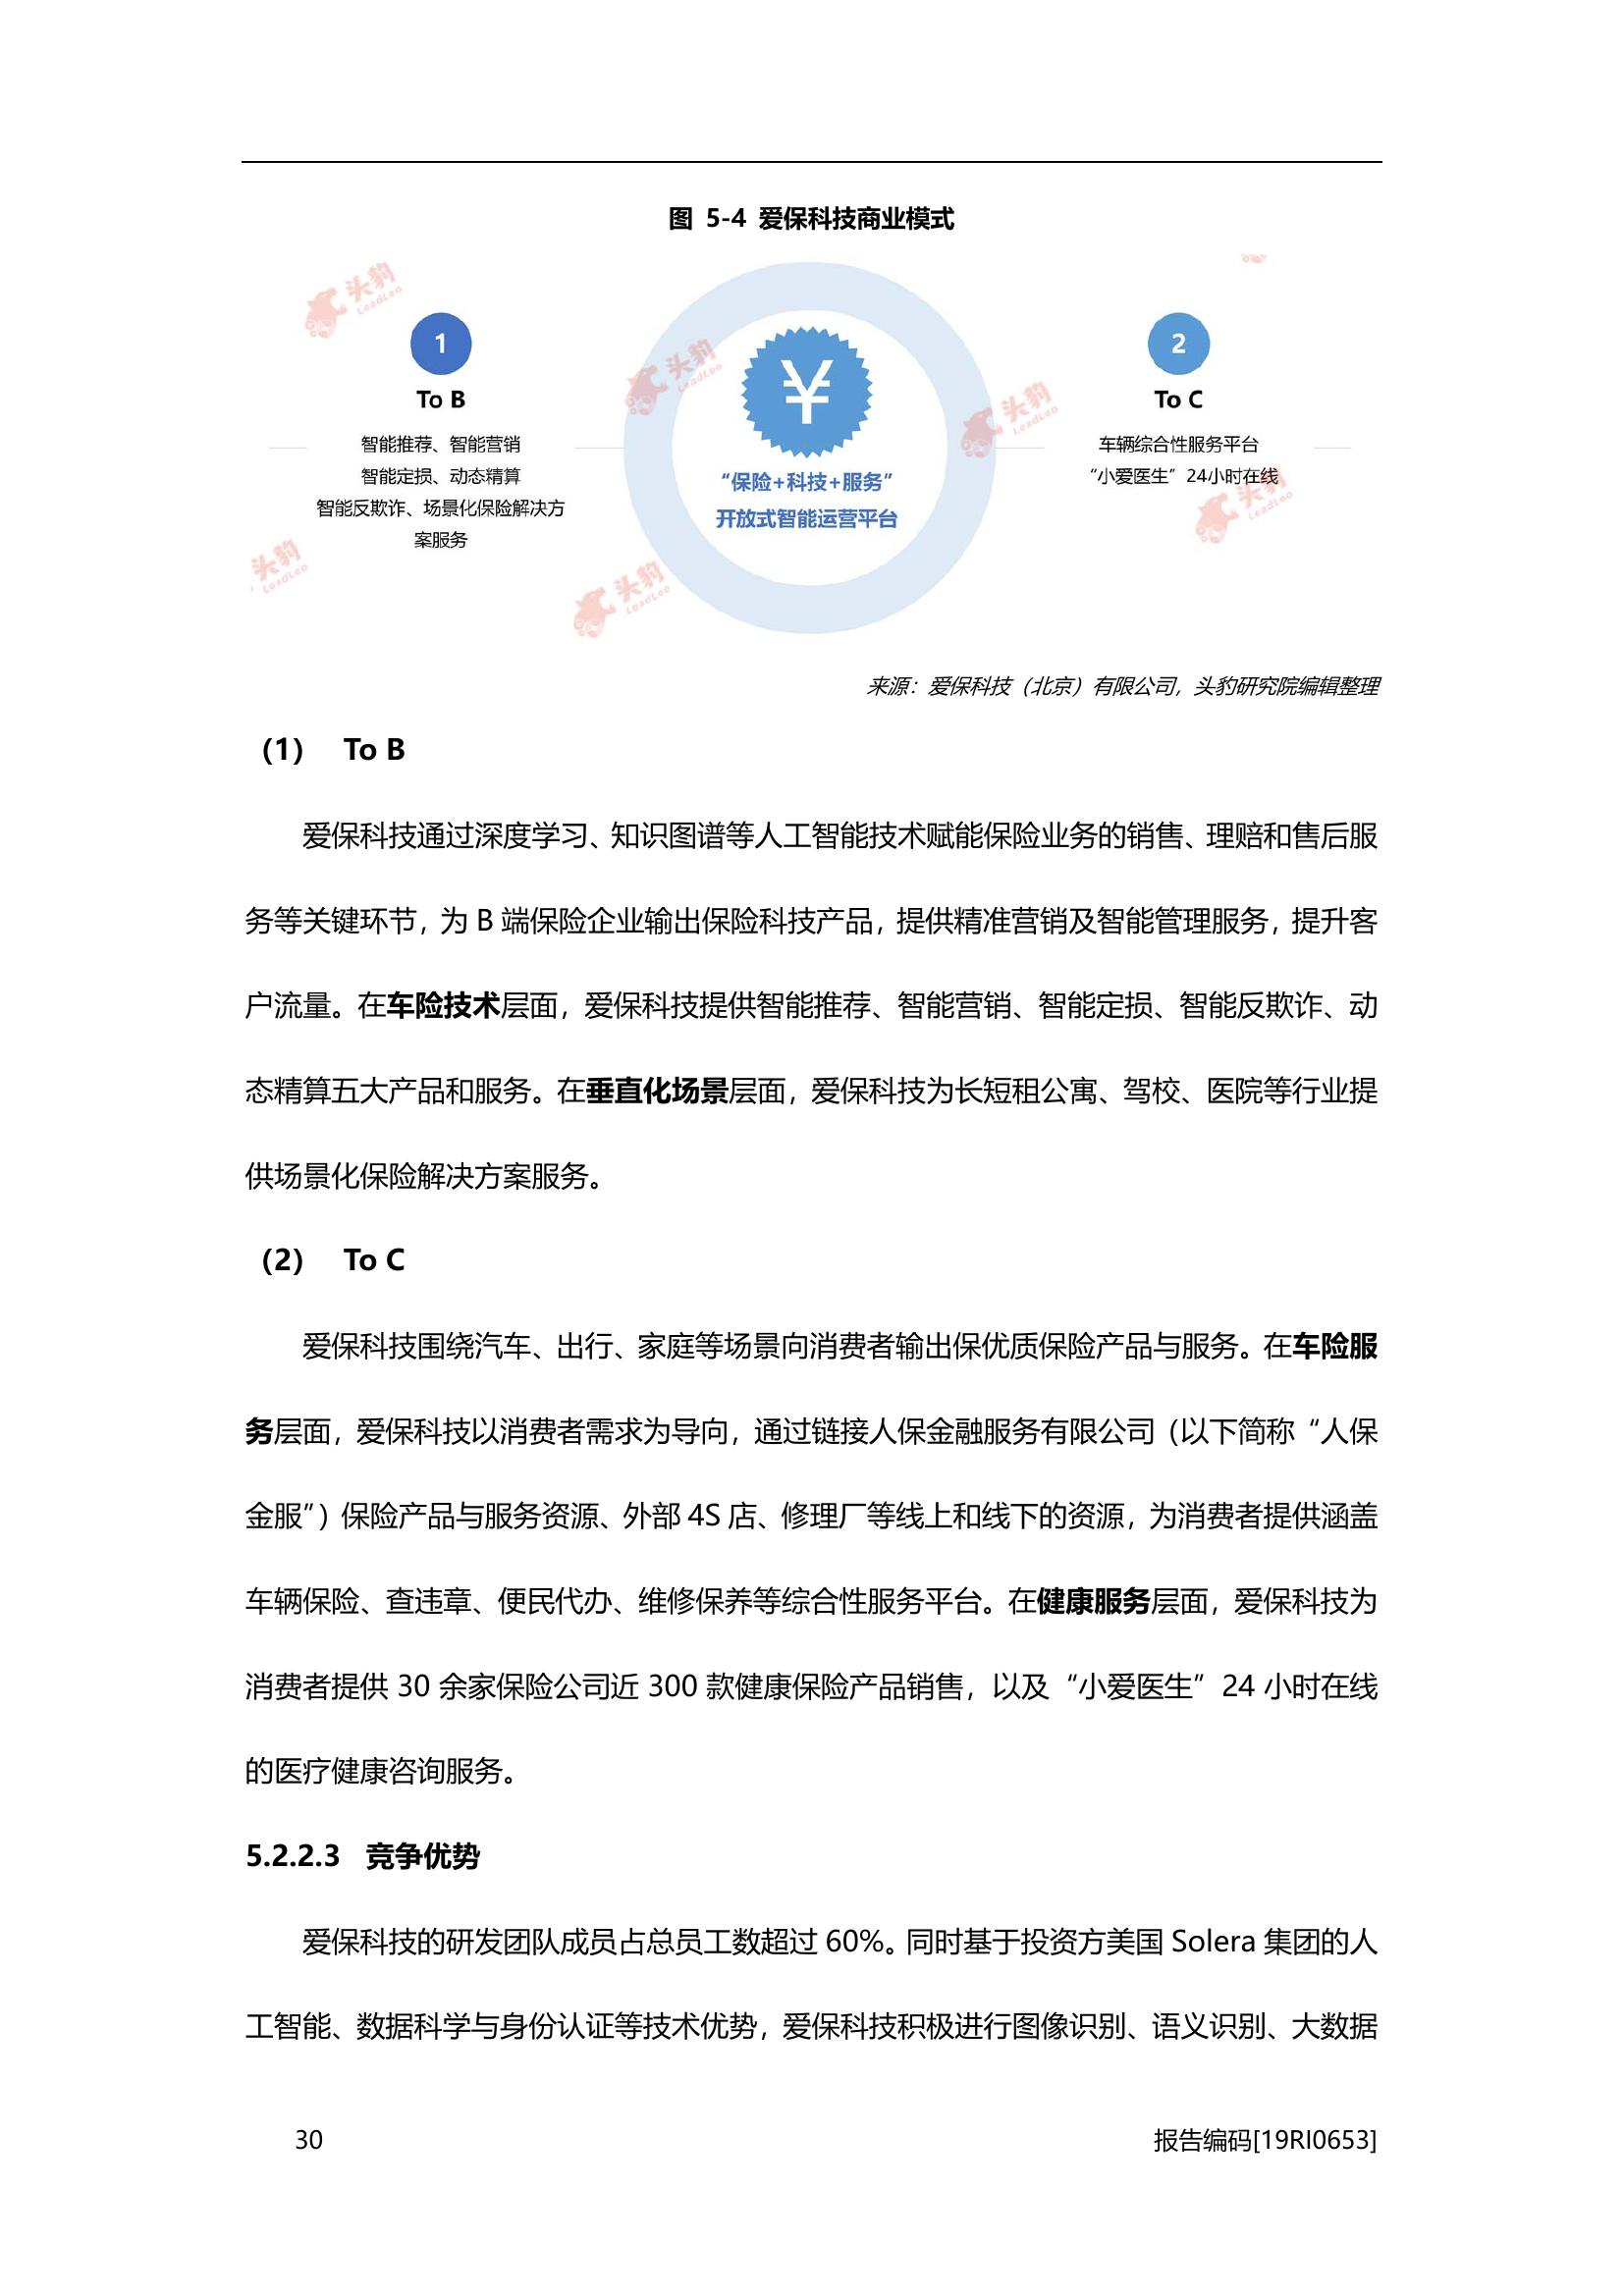 图 5-4 爱保科技商业模式
1
To B
智能推荐、智能营销
智能定损、动态精算
智能反欺诈、场景化保险解决方
案服务
¥
“保险+科技+服务”
开放式智能运营平台
2
To C
车辆综合性服务平台
“小爱医生”24小时在线
头豹
LeadLeo
头豹
LeadLeo
头豹
LeadLeo
头豹
LeadLeo
头豹
LeadLeo
头豹
LeadLeo
来源：爱保科技（北京）有限公司，头豹研究院编辑整理
（1） To B
爱保科技通过深度学习、知识图谱等人工智能技术赋能保险业务的销售、理赔和售后服
务等关键环节，为 B 端保险企业输出保险科技产品，提供精准营销及智能管理服务，提升客
户流量。在车险技术层面，爱保科技提供智能推荐、智能营销、智能定损、智能反欺诈、动
态精算五大产品和服务。在垂直化场景层面，爱保科技为长短租公寓、驾校、医院等行业提
供场景化保险解决方案服务。
（2） To C
爱保科技围绕汽车、出行、家庭等场景向消费者输出保优质保险产品与服务。在车险服
务层面，爱保科技以消费者需求为导向，通过链接人保金融服务有限公司（以下简称“人保
金服”）保险产品与服务资源、外部 4S 店、修理厂等线上和线下的资源，为消费者提供涵盖
车辆保险、查违章、便民代办、维修保养等综合性服务平台。在健康服务层面，爱保科技为
消费者提供 30 余家保险公司近 300 款健康保险产品销售，以及“小爱医生”24 小时在线
的医疗健康咨询服务。
5.2.2.3 竞争优势
爱保科技的研发团队成员占总员工数超过 60%。同时基于投资方美国 Solera 集团的人
工智能、数据科学与身份认证等技术优势，爱保科技积极进行图像识别、语义识别、大数据
30
报告编码[19RI0653]